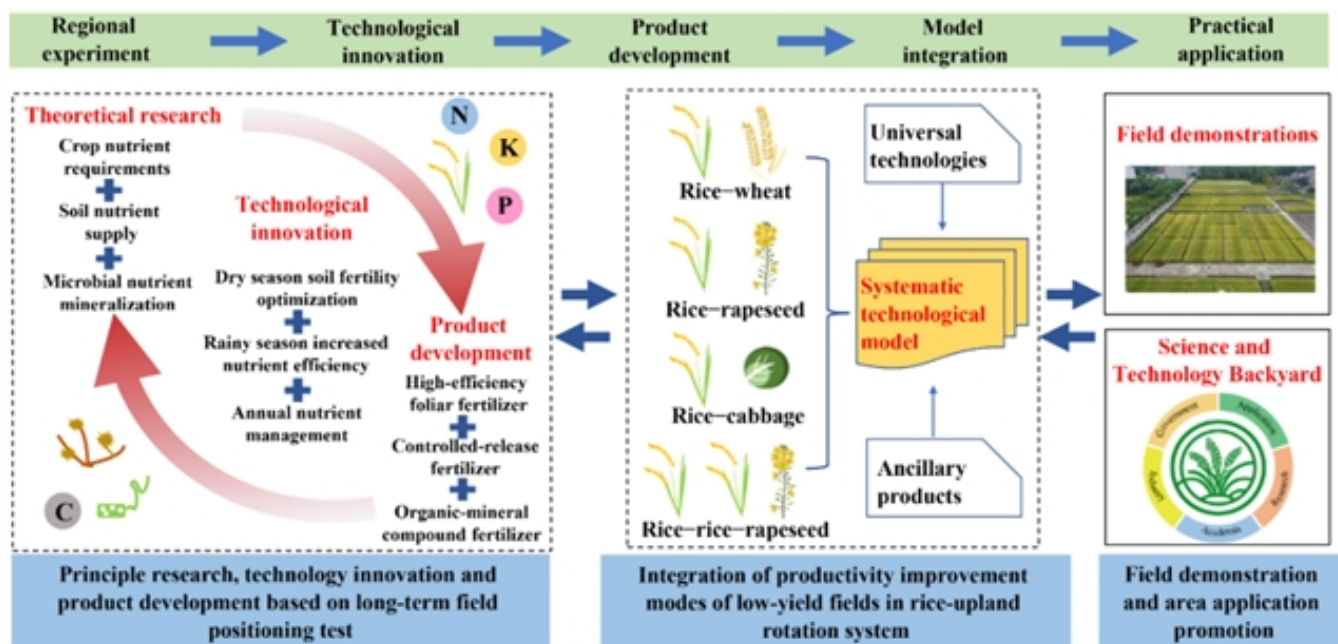 Regional
experiment
Technological
innovation
Product
development
Model
integration
Practical
application
Theoretical research
Crop nutrient
requirements
Soil nutrient
supply
Microbial nutrient
mineralization
Technological
innovation
Dry season soil fertility
optimization
Rainy season increased
nutrient efficiency
Annual nutrient
management
N
K
P
Product
development
High-efficiency
foliar fertilizer
Controlled-release
fertilizer
Organic-mineral
compound fertilizer
C
Rice−wheat
Rice−rapeseed
Rice−cabbage
Rice−rice−rapeseed
Universal
technologies
Systematic
technological
model
Ancillary
products
Field demonstrations
Science and
Technology Backyard
Government
Application
Research
Academia
Principle research, technology innovation and
product development based on long-term field
positioning test
Integration of productivity improvement
modes of low-yield fields in rice-upland
rotation system
Field demonstration
and area application
promotion